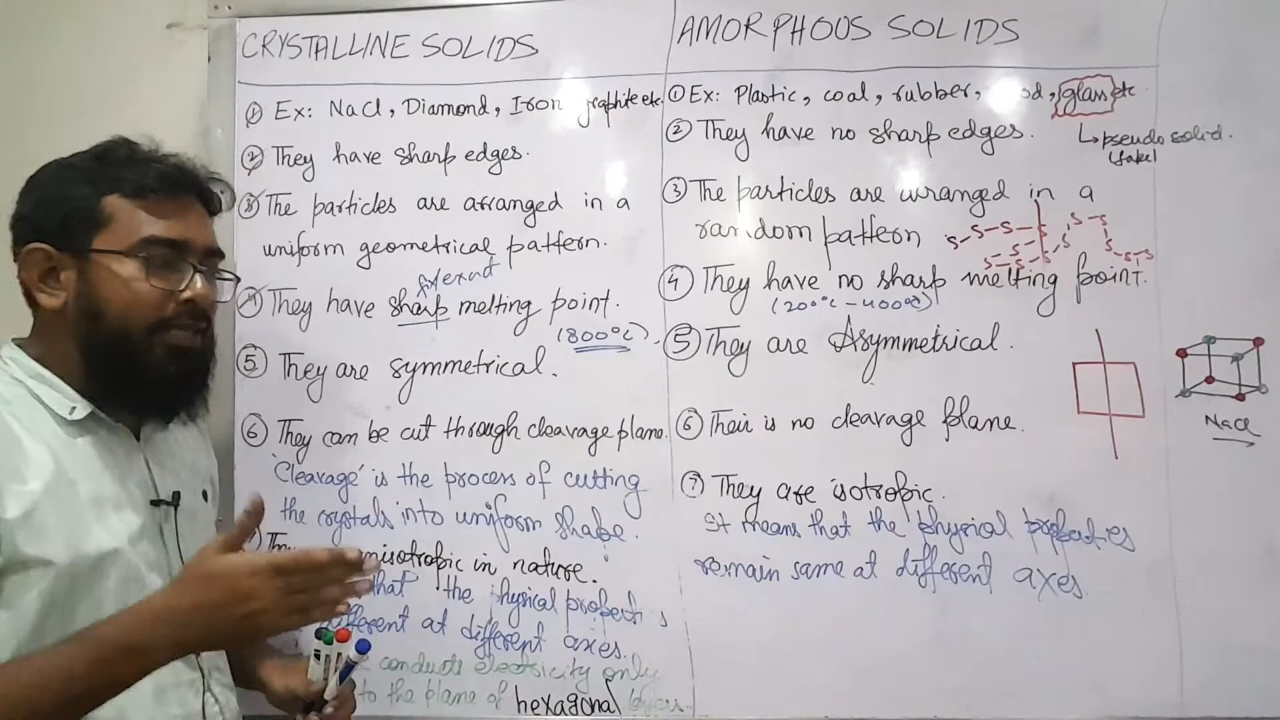 CRYSTALLINE SOLIDS
① Ex: NaCl, Diamond, Iron graphite etc.
② They have sharp edges.
③ The particles are arranged in a
uniform geometrical pattern.
exact
④ They have sharp melting point.
(800°C).
⑤ They are symmetrical.
⑥ They can be cut through cleavage plane.
'Cleavage' is the process of cutting
the crystals into uniform shape.
anisotropic in nature.
that the physical
different at different axes.
conducts electricity only
to the plane of hexagonal layers.
AMORPHOUS SOLIDS
① Ex: Plastic, coal, rubber, glass etc
② They have no sharp edges.
↳ pseudo solid.
(fake)
③ The particles are arranged in a
random pattern
S-S-S-S
S-S
S-S-S
S
S-S
S-S-S
④ They have no sharp melting point.
(200°C - 400°C)
⑤ They are Asymmetrical.
⑥ Their is no cleavage plane.
⑦ They are isotropic.
It means that the physical properties
remain same at different axes.
NaCl